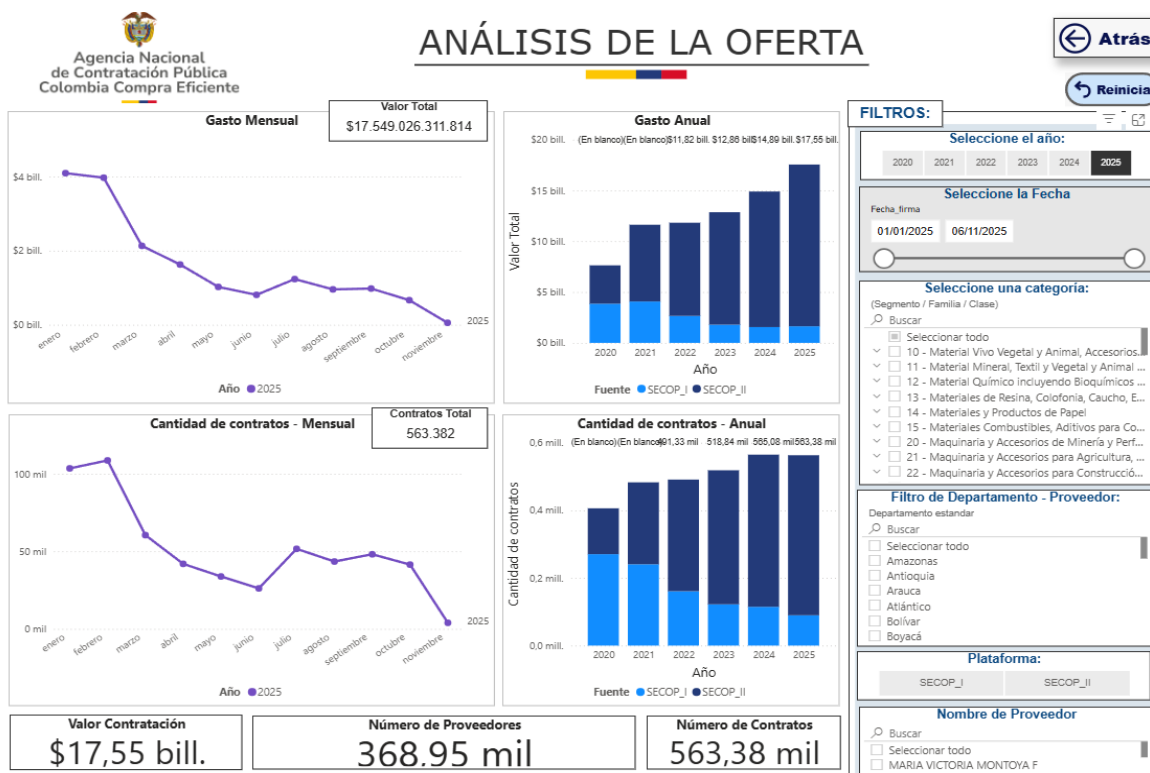 Agencia Nacional
de Contratación Pública
Colombia Compra Eficiente
ANÁLISIS DE LA OFERTA
Atrás
Reinicia
Gasto Mensual
Valor Total
$17.549.026.311.814
$4 bill.
$2 bill.
$0 bill.
enero
febrero
marzo
abril
mayo
junio
julio
agosto
septiembre
octubre
noviembre
2025
Año 2025
Gasto Anual
$20 bill.
(En blanco)(En blanco)$11,82 bill. $12,86 bill $14,89 bill. $17,55 bill.
$15 bill.
$10 bill.
$5 bill.
$0 bill.
Valor Total
2020 2021 2022 2023 2024 2025
Año
Fuente SECOP_I SECOP_II
Cantidad de contratos - Mensual
Contratos Total
563.382
100 mil
50 mil
0 mil
enero
febrero
marzo
abril
mayo
junio
julio
agosto
septiembre
octubre
noviembre
2025
Año 2025
Cantidad de contratos - Anual
0,6 mill.
(En blanco)(En blanco)491,33 mil 518,84 mil 565,08 mil 563,38 mil
0,4 mill.
0,2 mill.
0,0 mill.
Cantidad de contratos
2020 2021 2022 2023 2024 2025
Año
Fuente SECOP_I SECOP_II
Valor Contratación
$17,55 bill.
Número de Proveedores
368,95 mil
Número de Contratos
563,38 mil
FILTROS:
Seleccione el año:
2020 2021 2022 2023 2024 2025
Seleccione la Fecha
Fecha_firma
01/01/2025 06/11/2025
Seleccione una categoría:
(Segmento / Familia / Clase)
Buscar
Seleccionar todo
10 - Material Vivo Vegetal y Animal, Accesorios...
11 - Material Mineral, Textil y Vegetal y Animal ...
12 - Material Químico incluyendo Bioquímicos ...
13 - Materiales de Resina, Colofonia, Caucho, E...
14 - Materiales y Productos de Papel
15 - Materiales Combustibles, Aditivos para Co...
20 - Maquinaria y Accesorios de Minería y Perf...
21 - Maquinaria y Accesorios para Agricultura, ...
22 - Maquinaria y Accesorios para Construcció...
Filtro de Departamento - Proveedor:
Departamento estandar
Buscar
Seleccionar todo
Amazonas
Antioquia
Arauca
Atlántico
Bolívar
Boyacá
Plataforma:
SECOP_I SECOP_II
Nombre de Proveedor
Buscar
Seleccionar todo
MARIA VICTORIA MONTOYA F